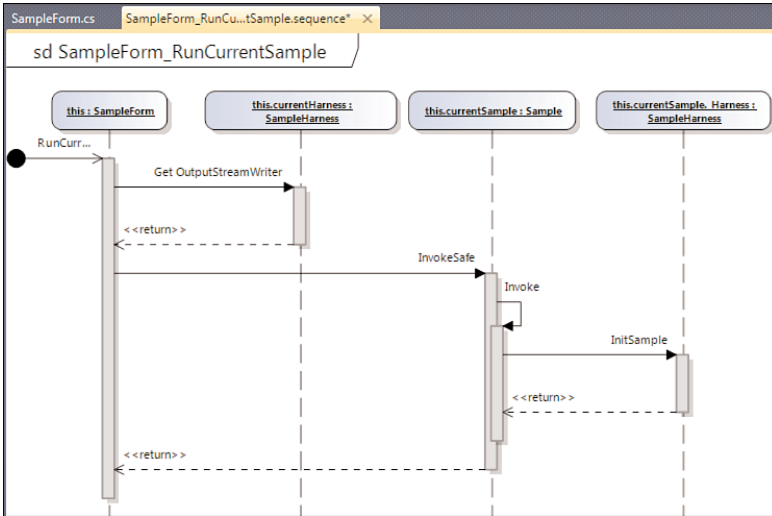 SampleForm.cs SampleForm_RunCu...tSample.sequence*
sd SampleForm_RunCurrentSample
this : SampleForm
this.currentHarness :
SampleHarness
this.currentSample : Sample
this.currentSample._Harness :
SampleHarness
RunCurr...
Get OutputStreamWriter
<<return>>
InvokeSafe
Invoke
InitSample
<<return>>
<<return>>